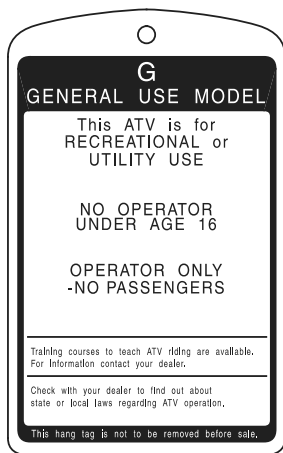 G
GENERAL USE MODEL
This ATV is for
RECREATIONAL or
UTILITY USE
NO OPERATOR
UNDER AGE 16
OPERATOR ONLY
-NO PASSENGERS
Training courses to teach ATV riding are available.
For information contact your dealer.
Check with your dealer to find out about
state or local laws regarding ATV operation.
This hang tag is not to be removed before sale.